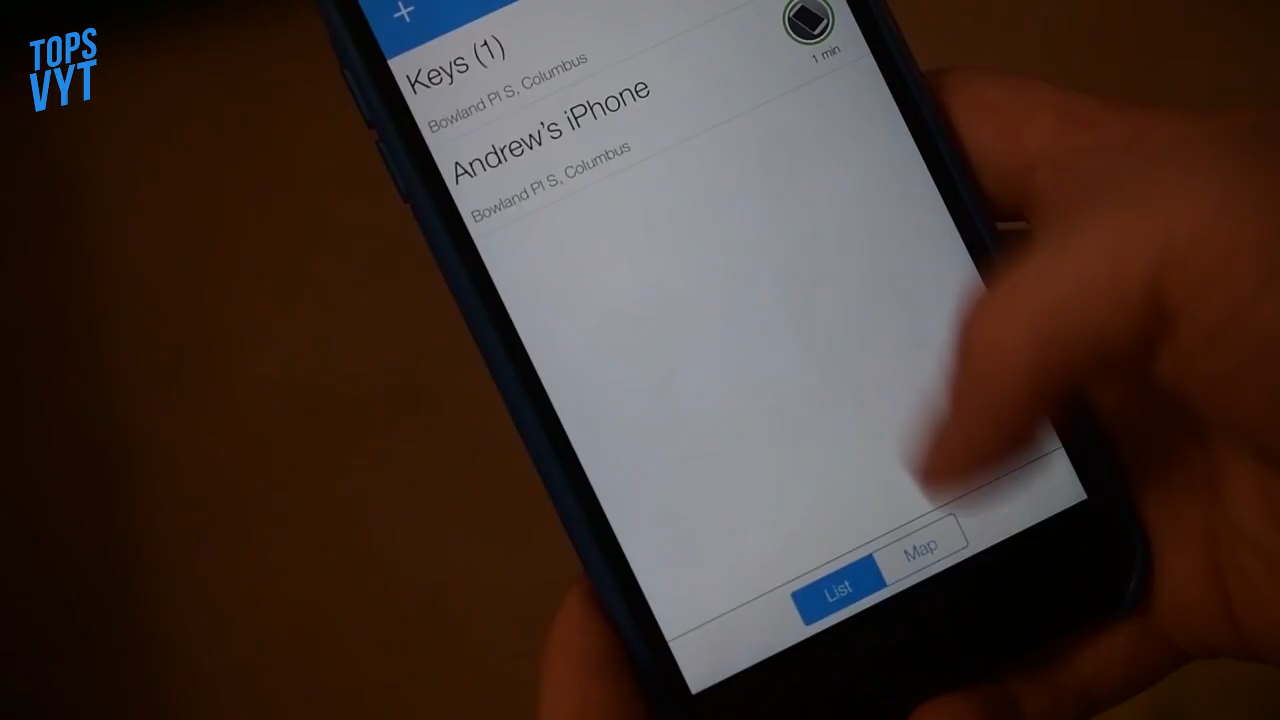 TOPS
VYT
+
Keys (1)
Bowland Pl S, Columbus
1 min
Andrew's iPhone
Bowland Pl S, Columbus
List
Map